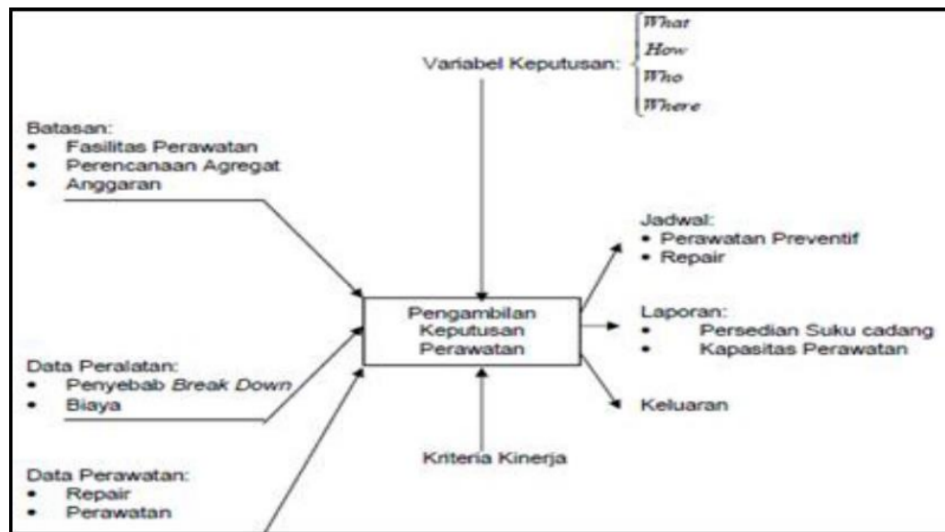 Variabel Keputusan:
What
How
Who
Where
Batasan:
• Fasilitas Perawatan
• Perencanaan Agregat
• Anggaran
Jadwal:
• Perawatan Preventif
• Repair
Pengambilan
Keputusan
Perawatan
Laporan:
• Persedian Suku cadang
• Kapasitas Perawatan
Data Peralatan:
• Penyebab Break Down
• Biaya
Keluaran
Kriteria Kinerja
Data Perawatan:
• Repair
• Perawatan